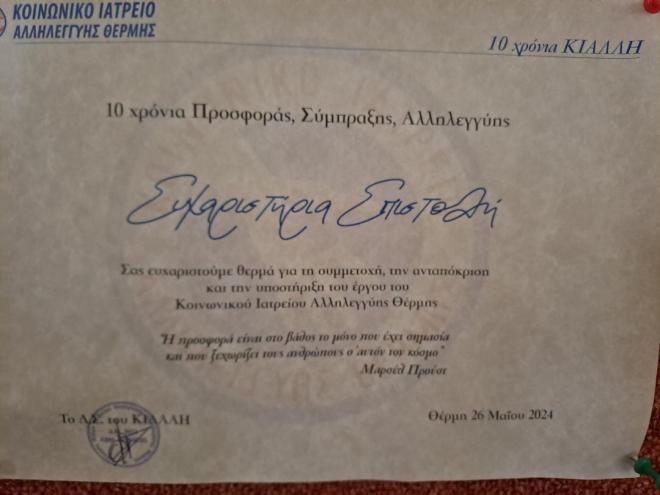 ΚΟΙΝΩΝΙΚΟ ΙΑΤΡΕΙΟ
ΑΛΛΗΛΕΓΓΥΗΣ ΘΕΡΜΗΣ
10 χρόνια ΚΙΑΛΛΗ
10 χρόνια Προσφοράς, Σύμπραξης, Αλληλεγγύης
Ευχαριστήρια Επιστολή
Σας ευχαριστούμε θερμά για τη συμμετοχή, την ανταπόκριση
και την υποστήριξη του έργου του
Κοινωνικού Ιατρείου Αλληλεγγύης Θέρμης
"Η προσφορά είναι στο βάθος το μόνο που έχει σημασία
και που ξεχωρίζει τους ανθρώπους σ'αυτόν τον κόσμο"
Μαρσέλ Προύστ
Το Δ.Σ. του ΚΙΑΛΛΗ
Θέρμη 26 Μαΐου 2024